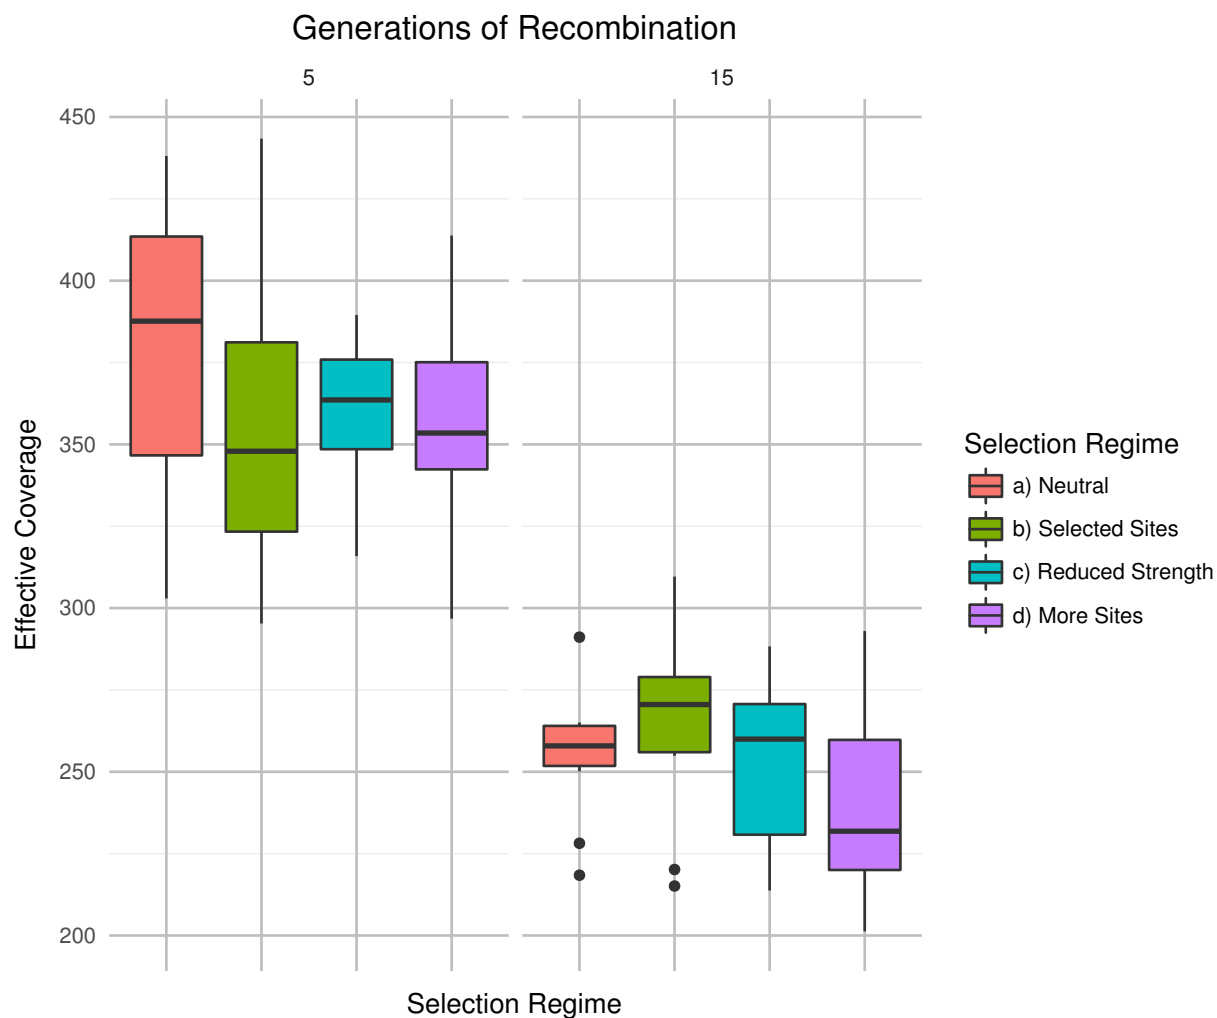 Generations of Recombination
5
15
450
400
350
300
250
200
Effective Coverage
Selection Regime
Selection Regime
a) Neutral
b) Selected Sites
c) Reduced Strength
d) More Sites